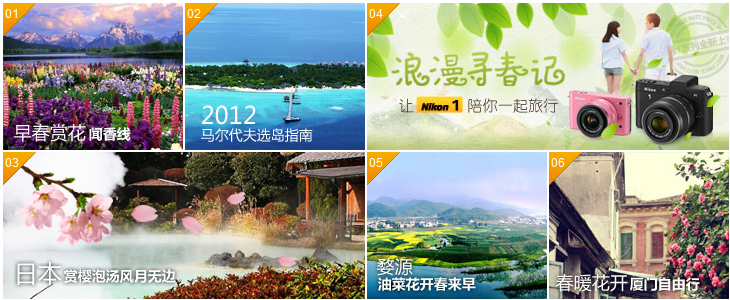 01
早春赏花 闻香线
02
2012
马尔代夫选岛指南
04
浪漫寻春记
让 Nikon 1 陪你一起旅行
03
日本 赏樱泡汤风月无边
05
婺源
油菜花开春来早
06
春暖花开 厦门自由行